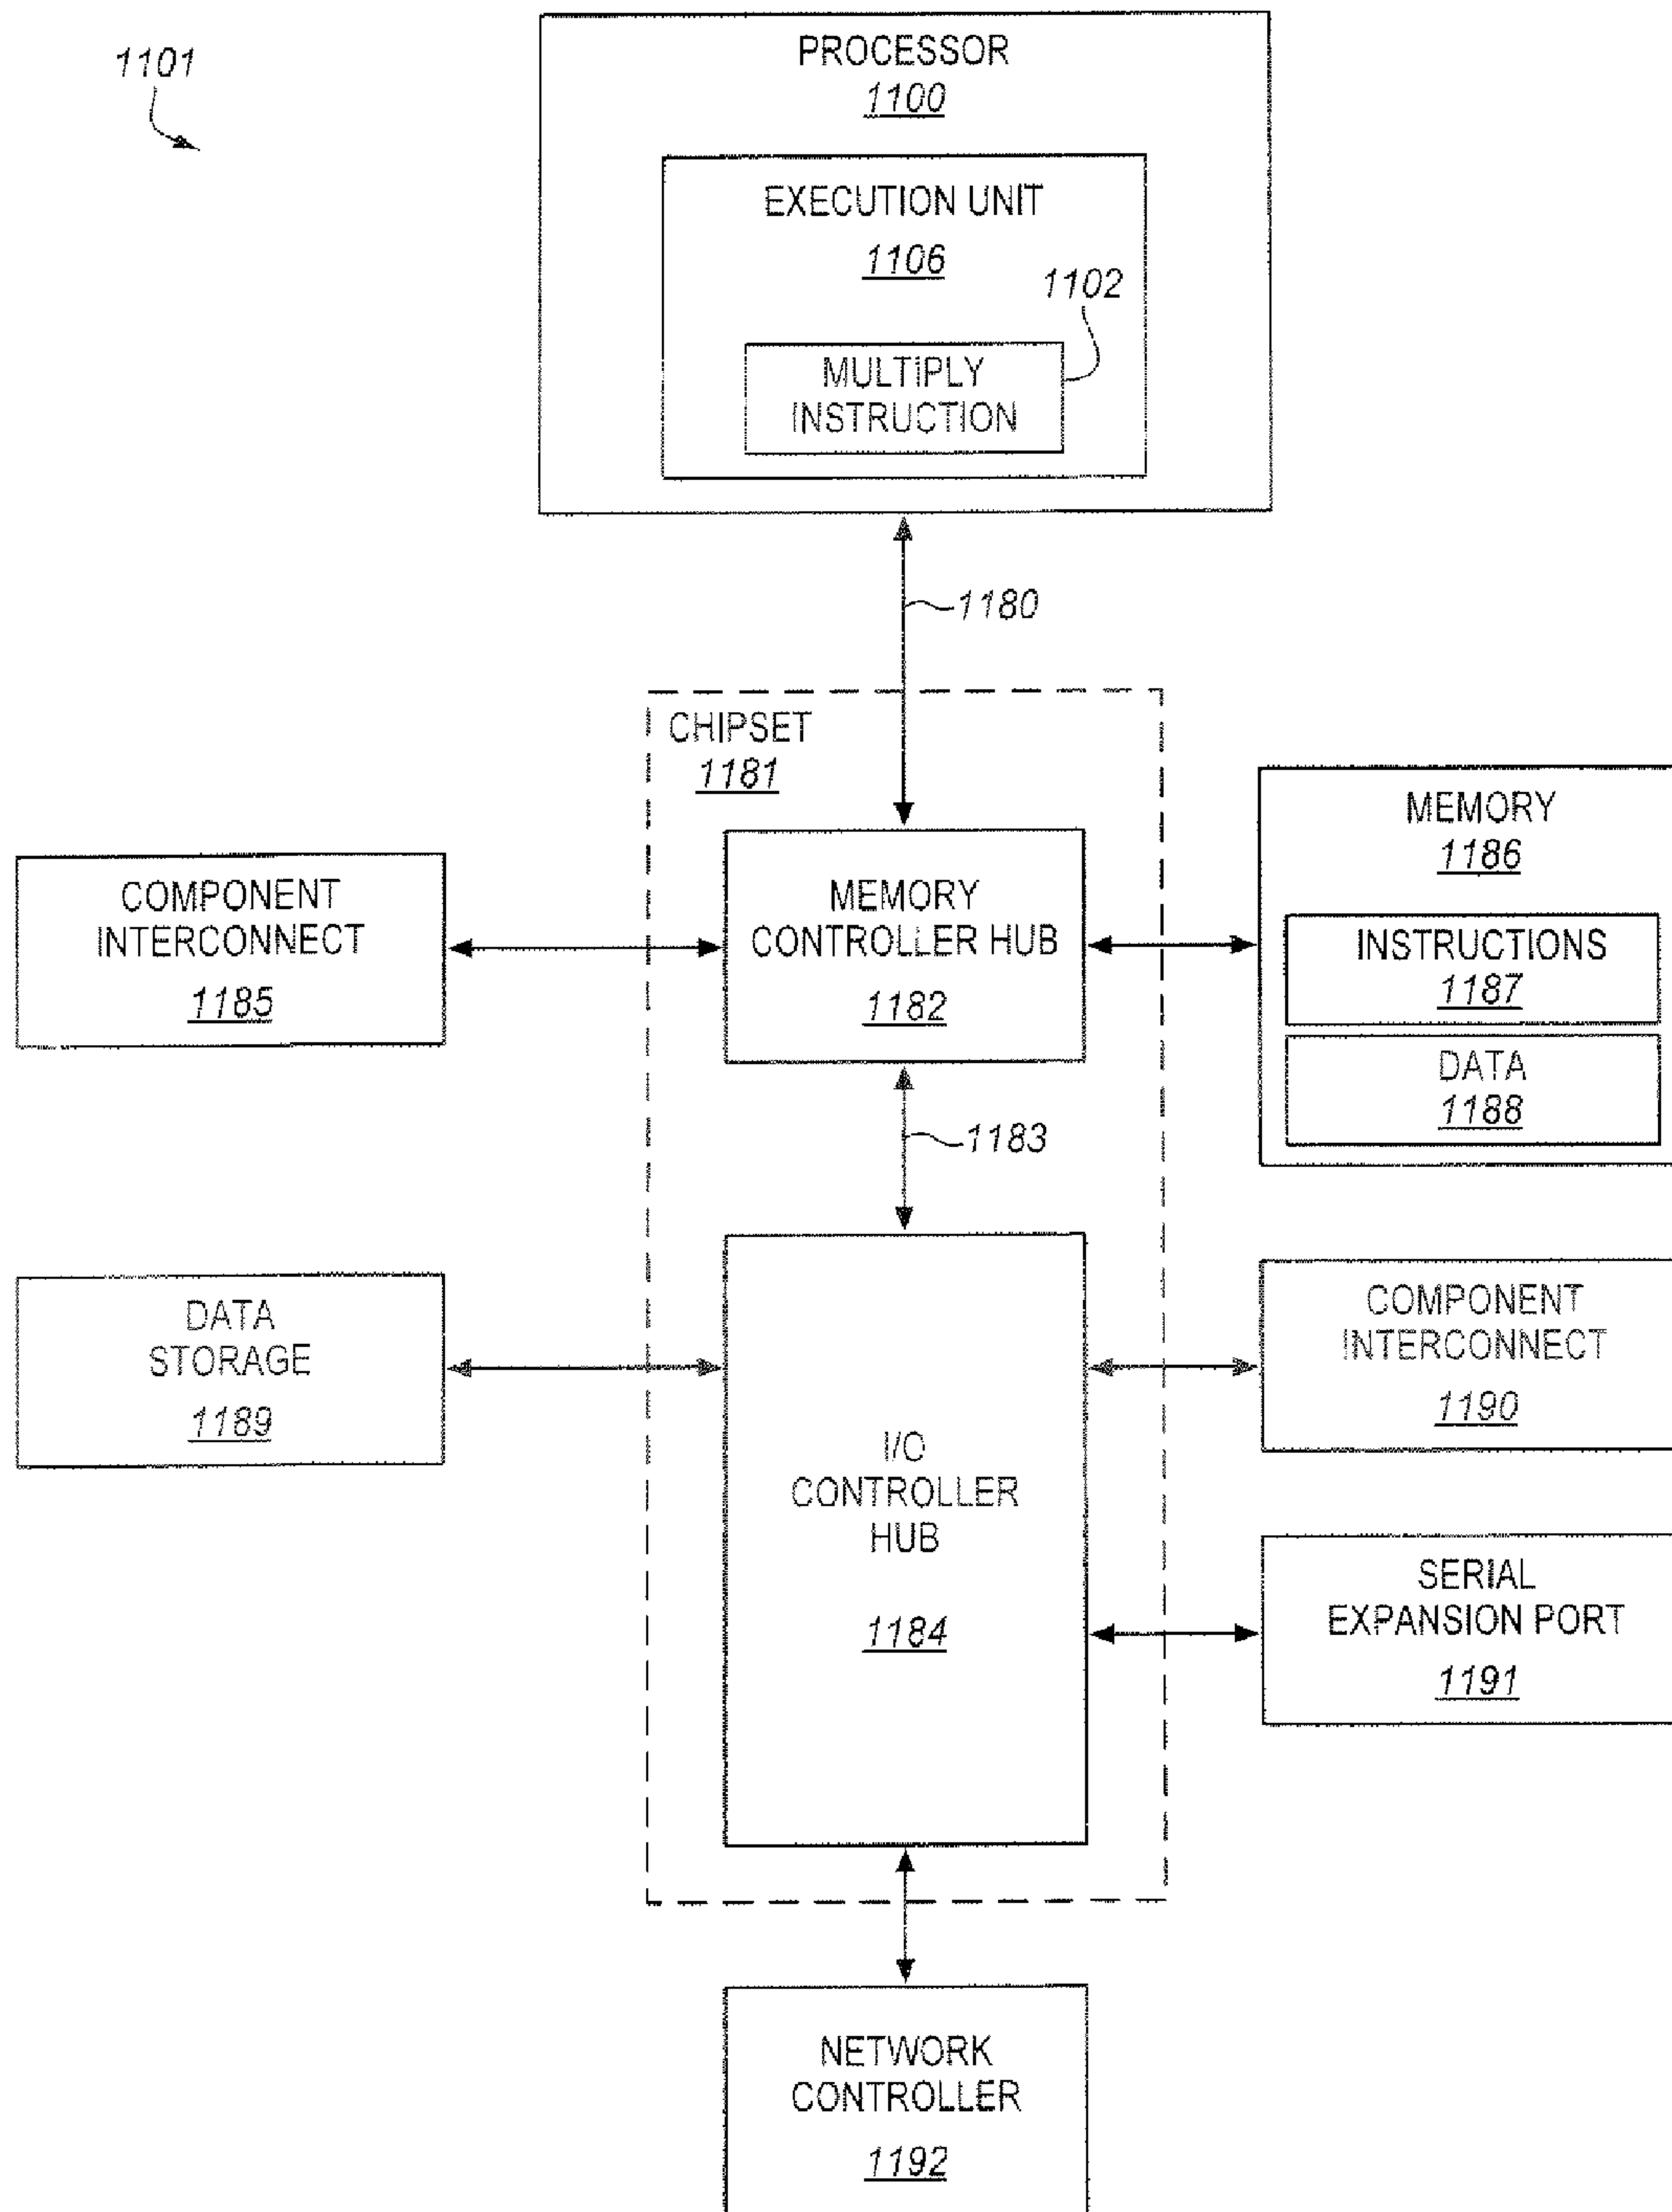 1101
PROCESSOR
1100
EXECUTION UNIT
1106
1102
MULTIPLY
INSTRUCTION
1180
CHIPSET
1181
MEMORY
1186
INSTRUCTIONS
1187
DATA
1188
COMPONENT
INTERCONNECT
1185
MEMORY
CONTROLLER HUB
1182
1183
DATA
STORAGE
1189
I/O
CONTROLLER
HUB
1184
COMPONENT
INTERCONNECT
1190
SERIAL
EXPANSION PORT
1191
NETWORK
CONTROLLER
1192